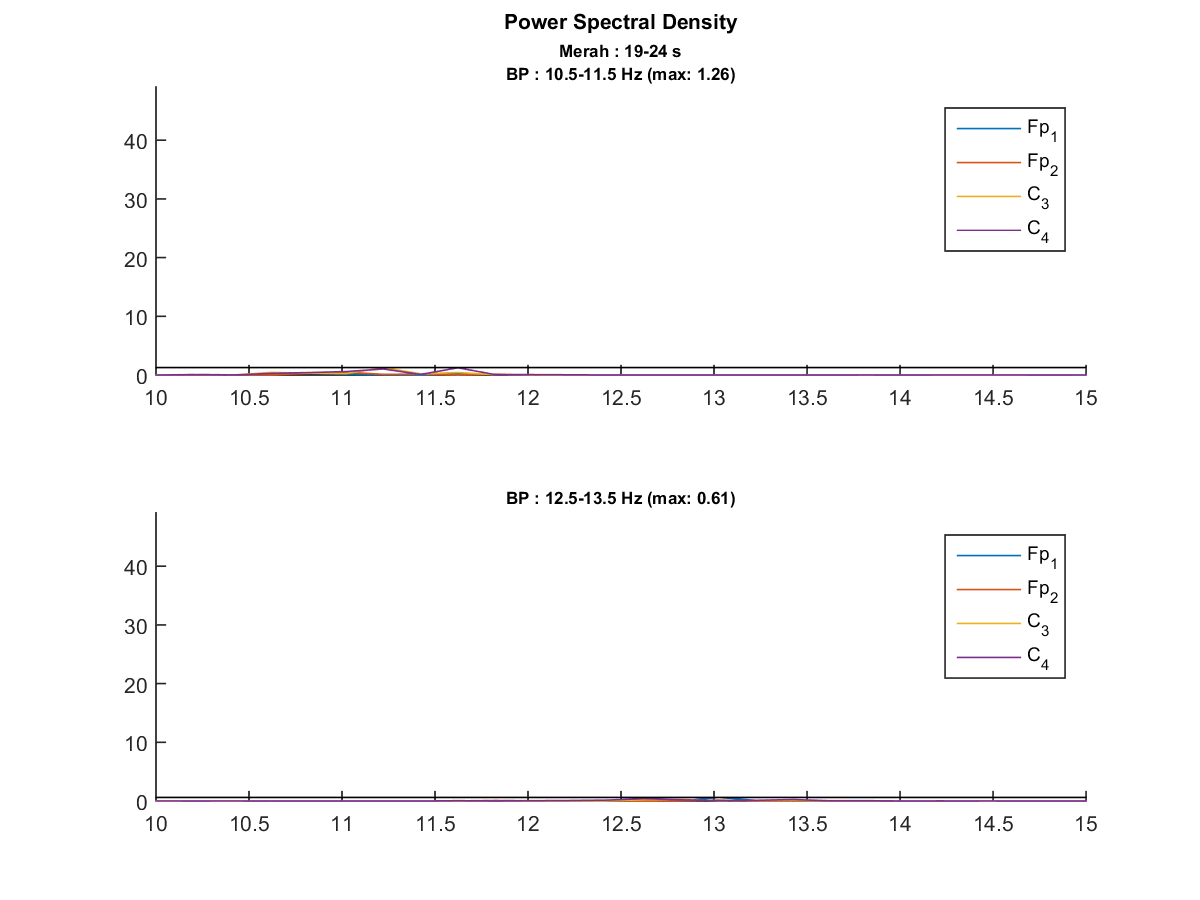 Power Spectral Density
Merah : 19-24 s
BP : 10.5-11.5 Hz (max: 1.26)
40
30
20
10
0
10 10.5 11 11.5 12 12.5 13 13.5 14 14.5 15
Fp1
Fp2
C3
C4
BP : 12.5-13.5 Hz (max: 0.61)
40
30
20
10
0
10 10.5 11 11.5 12 12.5 13 13.5 14 14.5 15
Fp1
Fp2
C3
C4